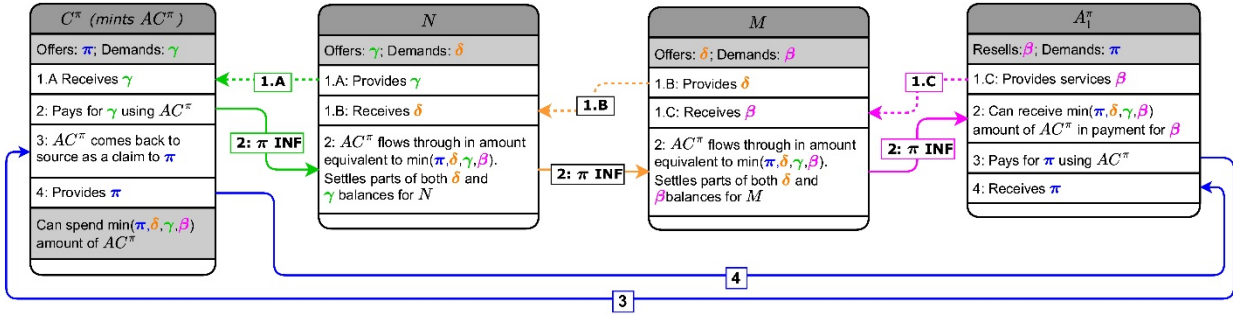 C^π (mints AC^π)
Offers: π; Demands: γ
1.A Receives γ
2: Pays for γ using AC^π
3: AC^π comes back to
source as a claim to π
4: Provides π
Can spend min(π,δ,γ,β)
amount of AC^π
1.A
2: π INF
N
Offers: γ; Demands: δ
1.A: Provides γ
1.B: Receives δ
2: AC^π flows through in amount
equivalent to min(π,δ,γ,β).
Settles parts of both δ and
γ balances for N
1.B
2: π INF
M
Offers: δ; Demands: β
1.B: Provides δ
1.C: Receives β
2: AC^π flows through in amount
equivalent to min(π,δ,γ,β).
Settles parts of both δ and
βbalances for M
1.C
2: π INF
A₁^π
Resells:β; Demands: π
1.C: Provides services β
2: Can receive min(π,δ,γ,β)
amount of AC^π in payment for β
3: Pays for π using AC^π
4: Receives π
4
3